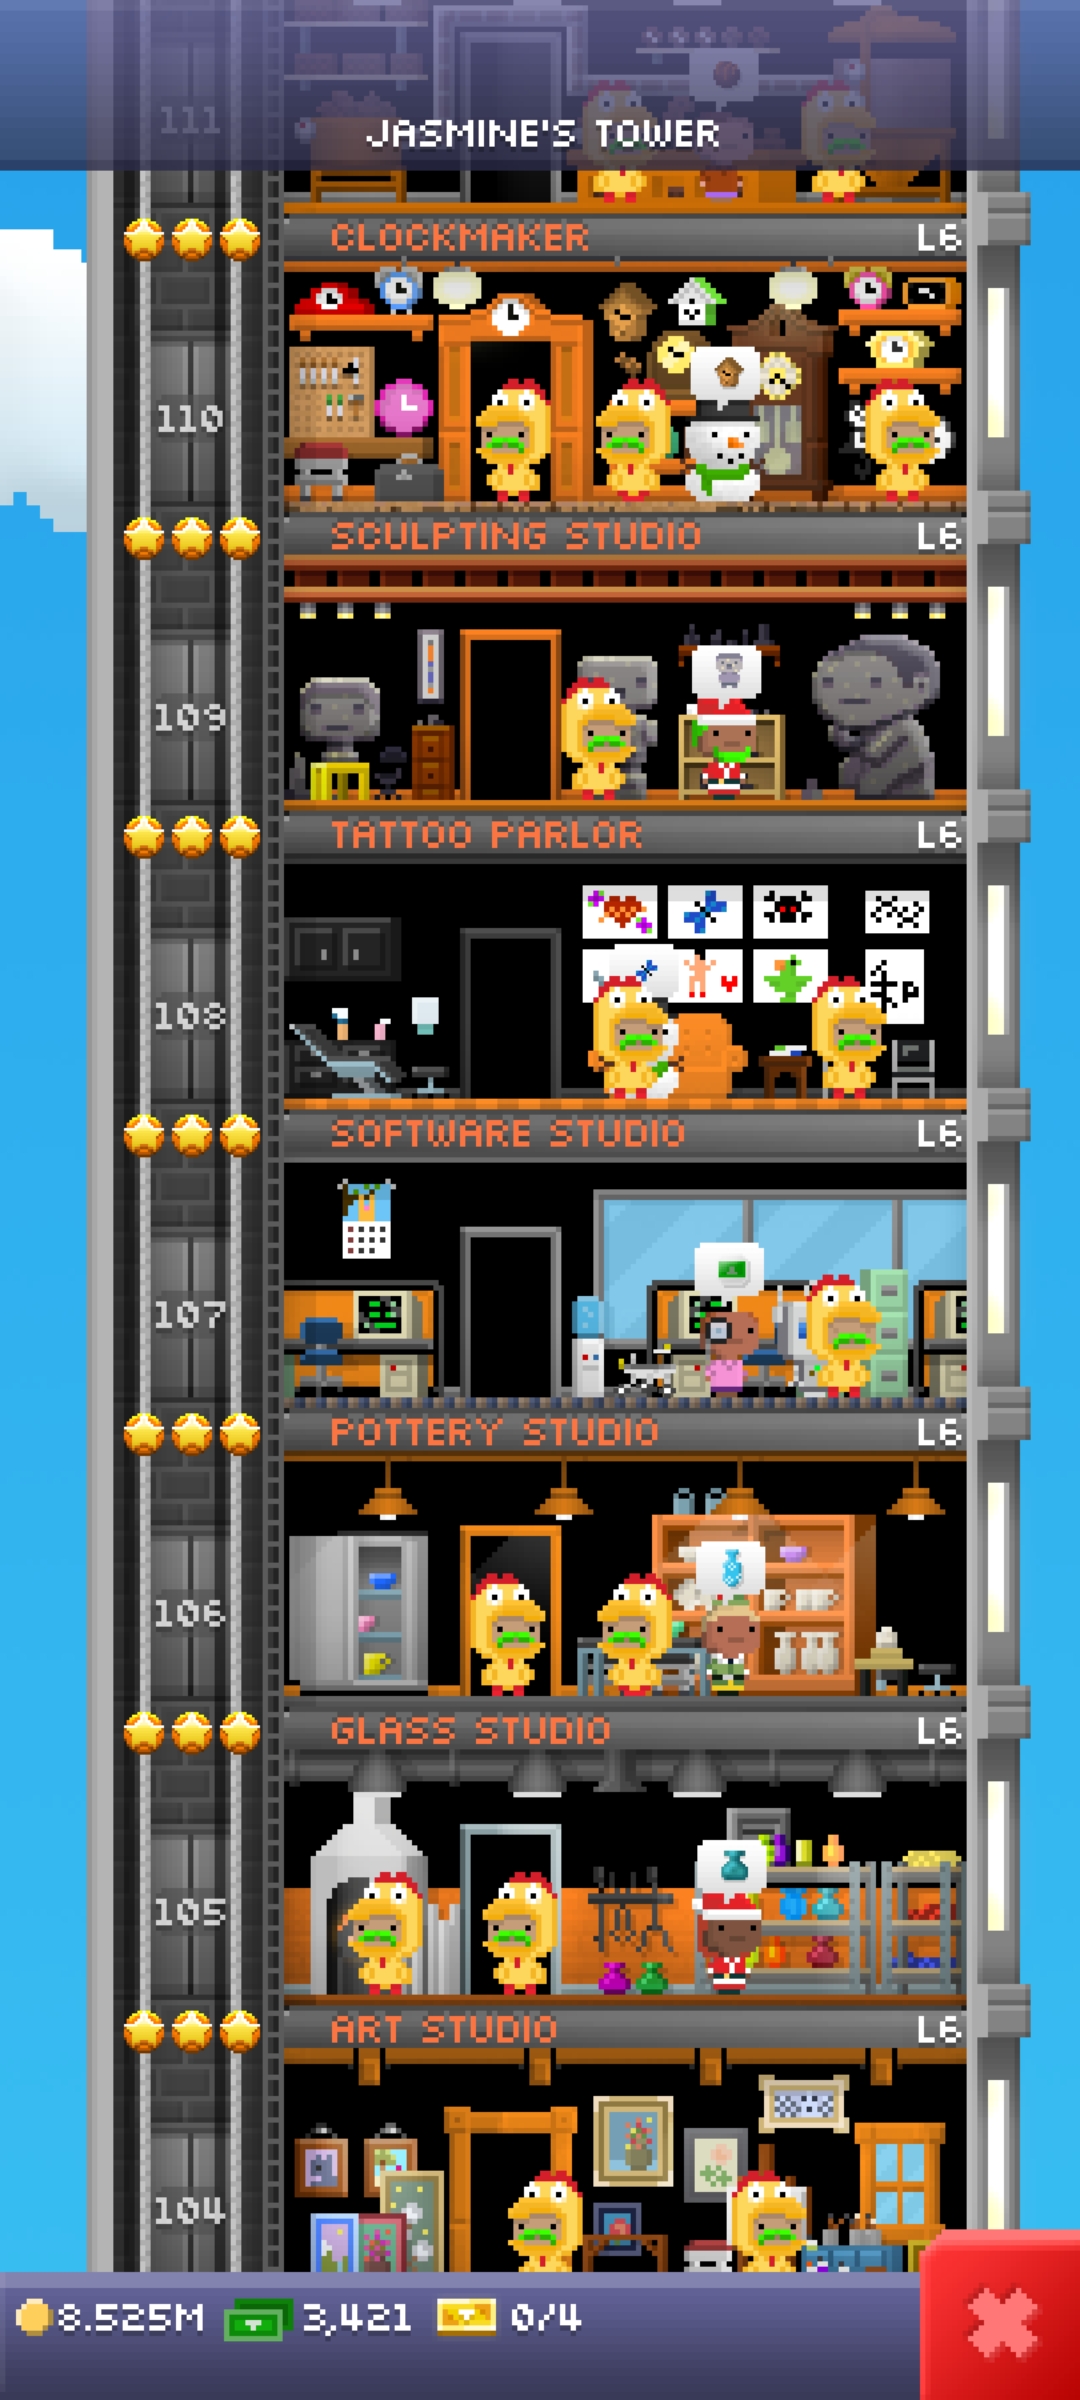 111
JASMINE'S TOWER
CLOCKMAKER L6
110
SCULPTING STUDIO L6
109
TATTOO PARLOR L6
108
SOFTWARE STUDIO L6
107
POTTERY STUDIO L6
106
GLASS STUDIO L6
105
ART STUDIO L6
104
8.525M 3,421 0/4